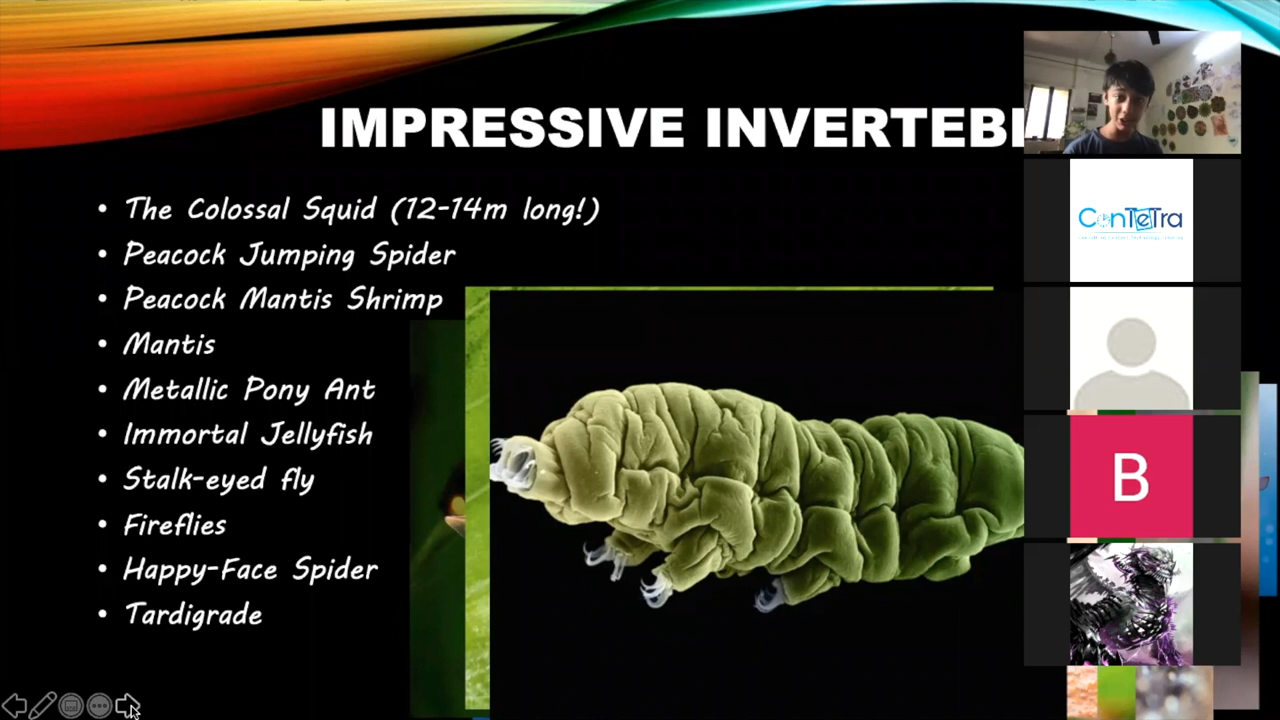 IMPRESSIVE INVERTEB
• The Colossal Squid (12-14m long!)
• Peacock Jumping Spider
• Peacock Mantis Shrimp
• Mantis
• Metallic Pony Ant
• Immortal Jellyfish
• Stalk-eyed fly
• Fireflies
• Happy-Face Spider
• Tardigrade
ConTeTra
B